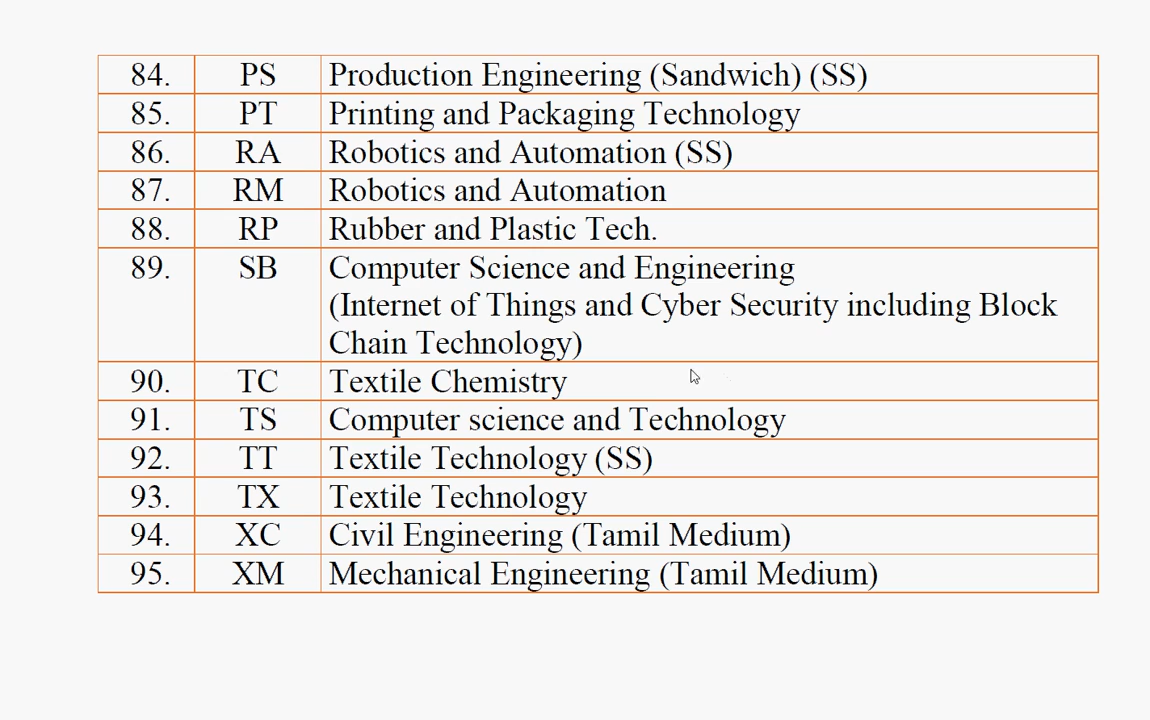 84. PS Production Engineering (Sandwich) (SS)
85. PT Printing and Packaging Technology
86. RA Robotics and Automation (SS)
87. RM Robotics and Automation
88. RP Rubber and Plastic Tech.
89. SB Computer Science and Engineering
(Internet of Things and Cyber Security including Block
Chain Technology)
90. TC Textile Chemistry
91. TS Computer science and Technology
92. TT Textile Technology (SS)
93. TX Textile Technology
94. XC Civil Engineering (Tamil Medium)
95. XM Mechanical Engineering (Tamil Medium)